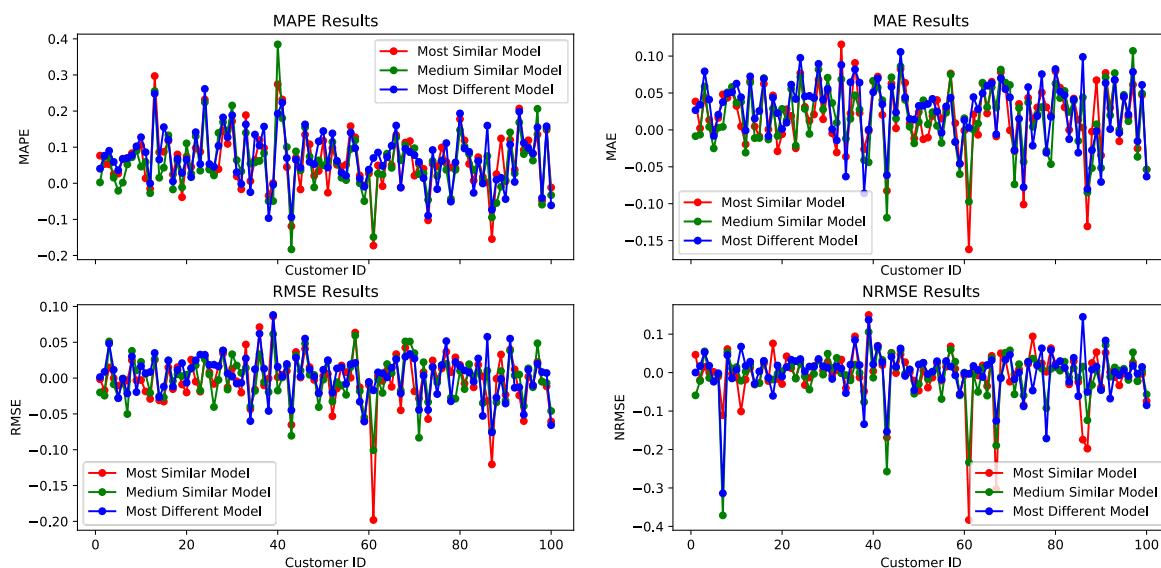 MAPE Results
0.4
0.3
0.2
0.1
0.0
−0.1
−0.2
MAPE
Customer ID
Most Similar Model
Medium Similar Model
Most Different Model
MAE Results
0.10
0.05
0.00
−0.05
−0.10
−0.15
MAE
Customer ID
Most Similar Model
Medium Similar Model
Most Different Model
RMSE Results
0.10
0.05
0.00
−0.05
−0.10
−0.15
−0.20
RMSE
0 20 40 60 80 100
Customer ID
Most Similar Model
Medium Similar Model
Most Different Model
NRMSE Results
0.1
0.0
−0.1
−0.2
−0.3
−0.4
NRMSE
0 20 40 60 80 100
Customer ID
Most Similar Model
Medium Similar Model
Most Different Model